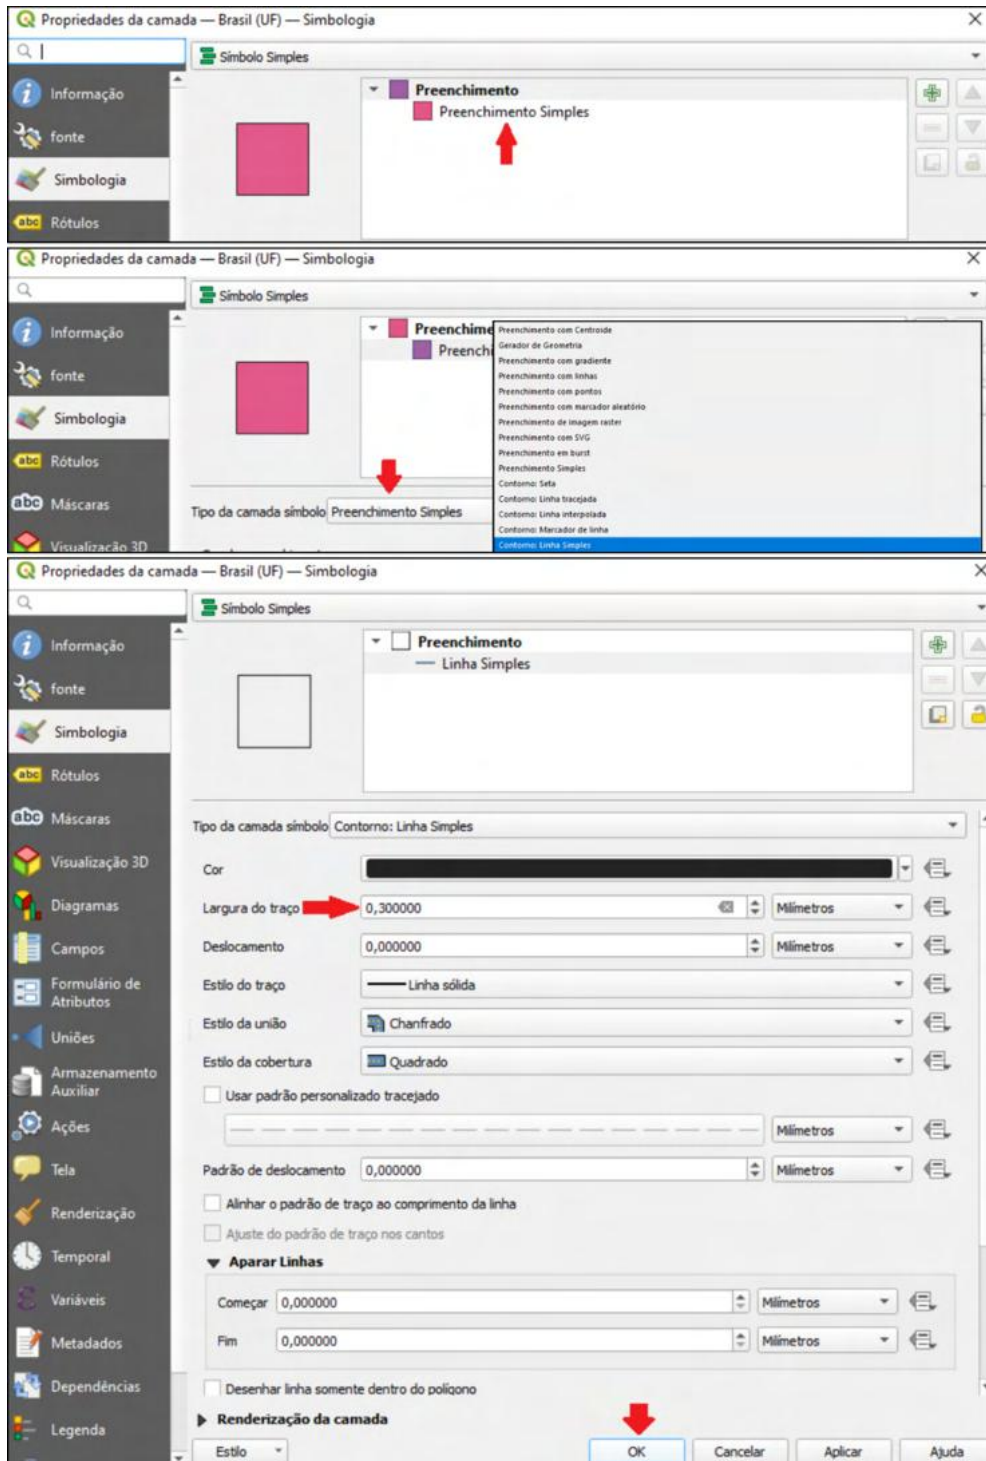 Propriedades da camada — Brasil (UF) — Simbologia
Símbolo Simples
Informação
Preenchimento
Preenchimento Simples
fonte
Simbologia
abc Rótulos
Propriedades da camada — Brasil (UF) — Simbologia
Símbolo Simples
Informação
fonte
Simbologia
abc Rótulos
abc Máscaras
Visualização 3D
Preenchime
Preenchi
Tipo da camada símbolo Preenchimento Simples
Preenchimento com Centroide
Gerador de Geometria
Preenchimento com gradiente
Preenchimento com linhas
Preenchimento com pontos
Preenchimento com marcador aleatório
Preenchimento de imagem raster
Preenchimento com SVG
Preenchimento em burst
Preenchimento Simples
Contorno: Seta
Contorno: Linha tracejada
Contorno: Linha interpolada
Contorno: Marcador de linha
Contorno: Linha Simples
Propriedades da camada — Brasil (UF) — Simbologia
Símbolo Simples
Informação
fonte
Simbologia
abc Rótulos
abc Máscaras
Visualização 3D
Diagramas
Campos
Formulário de
Atributos
Uniões
Armazenamento
Auxiliar
Ações
Tela
Renderização
Temporal
Variáveis
Metadados
Dependências
Legenda
Preenchimento
Linha Simples
Tipo da camada símbolo Contorno: Linha Simples
Cor
Largura do traço 0,300000 Milímetros
Deslocamento 0,000000 Milímetros
Estilo do traço Linha sólida
Estilo da união Chanfrado
Estilo da cobertura Quadrado
Usar padrão personalizado tracejado
Milímetros
Padrão de deslocamento 0,000000 Milímetros
Alinhar o padrão de traço ao comprimento da linha
Ajuste do padrão de traço nos cantos
Aparar Linhas
Começar 0,000000 Milímetros
Fim 0,000000 Milímetros
Desenhar linha somente dentro do polígono
Renderização da camada
Estilo OK Cancelar Aplicar Ajuda